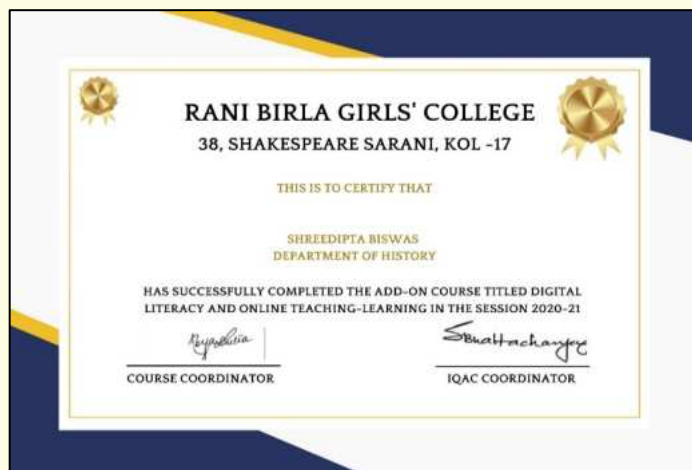 RANI BIRLA GIRLS' COLLEGE
38, SHAKESPEARE SARANI, KOL -17
THIS IS TO CERTIFY THAT
SHREEDIPTA BISWAS
DEPARTMENT OF HISTORY
HAS SUCCESSFULLY COMPLETED THE ADD-ON COURSE TITLED DIGITAL
LITERACY AND ONLINE TEACHING-LEARNING IN THE SESSION 2020-21
COURSE COORDINATOR
IQAC COORDINATOR